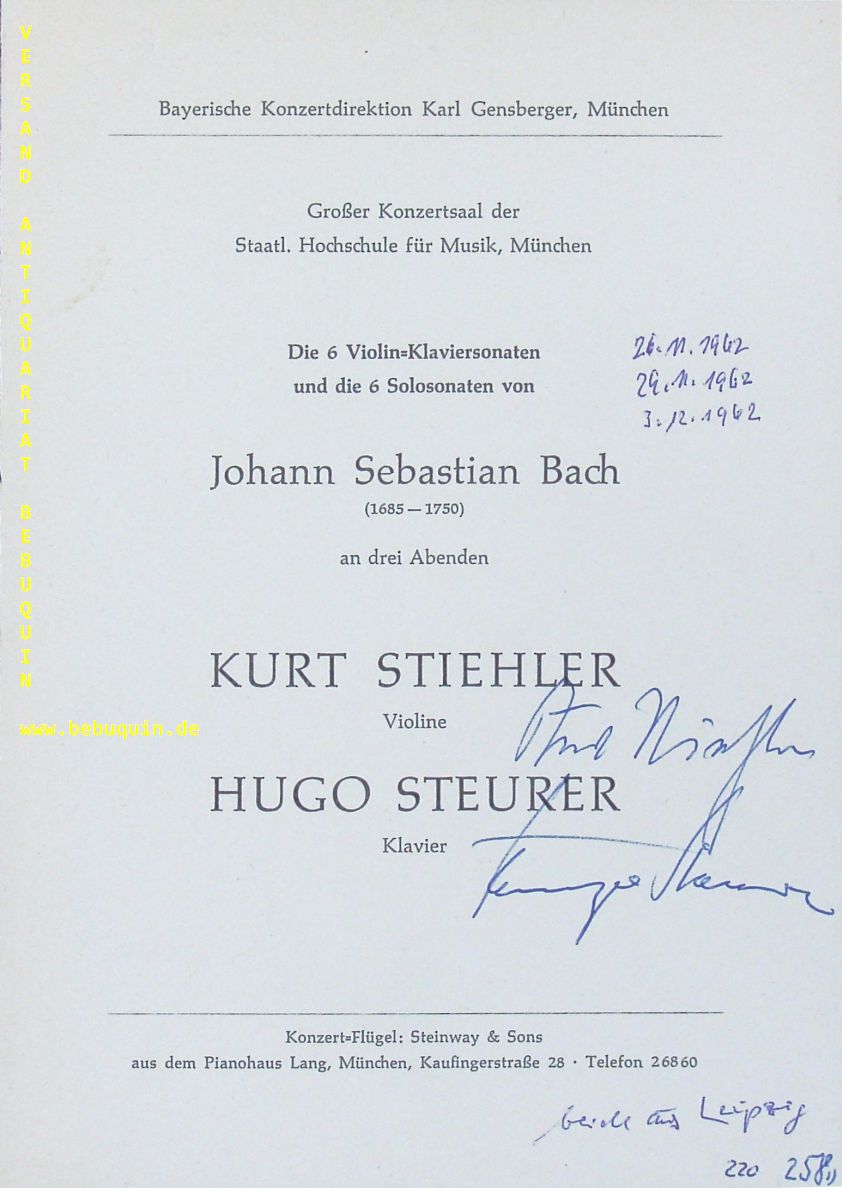 Bayerische Konzertdirektion Karl Gensberger, München
Großer Konzertsaal der
Staatl. Hochschule für Musik, München
Die 6 Violin=Klaviersonaten
und die 6 Solosonaten von
26.11.1962
29.11.1962
3.12.1962
Johann Sebastian Bach
(1685—1750)
an drei Abenden
KURT STIEHLER
Violine
HUGO STEURER
Klavier
Konzert=Flügel: Steinway & Sons
aus dem Pianohaus Lang, München, Kaufingerstraße 28 · Telefon 26860
beide aus Leipzig
220 258,,
VERSAND ANTIQUARIAT BEBUQUIN
www.bebuquin.de